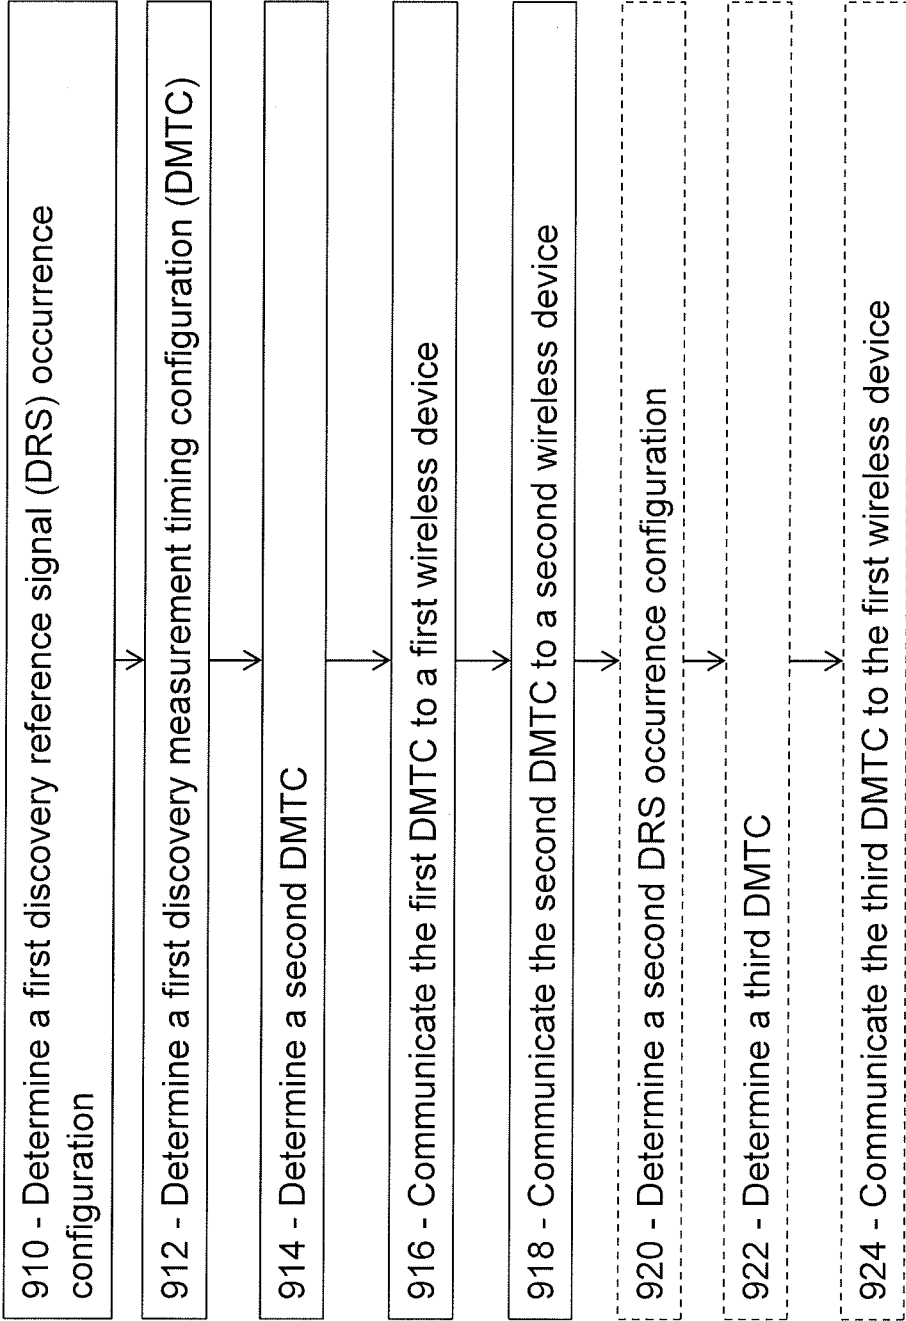 910 - Determine a first discovery reference signal (DRS) occurrence
configuration
912 - Determine a first discovery measurement timing configuration (DMTC)
914 - Determine a second DMTC
916 - Communicate the first DMTC to a first wireless device
918 - Communicate the second DMTC to a second wireless device
920 - Determine a second DRS occurrence configuration
922 - Determine a third DMTC
924 - Communicate the third DMTC to the first wireless device